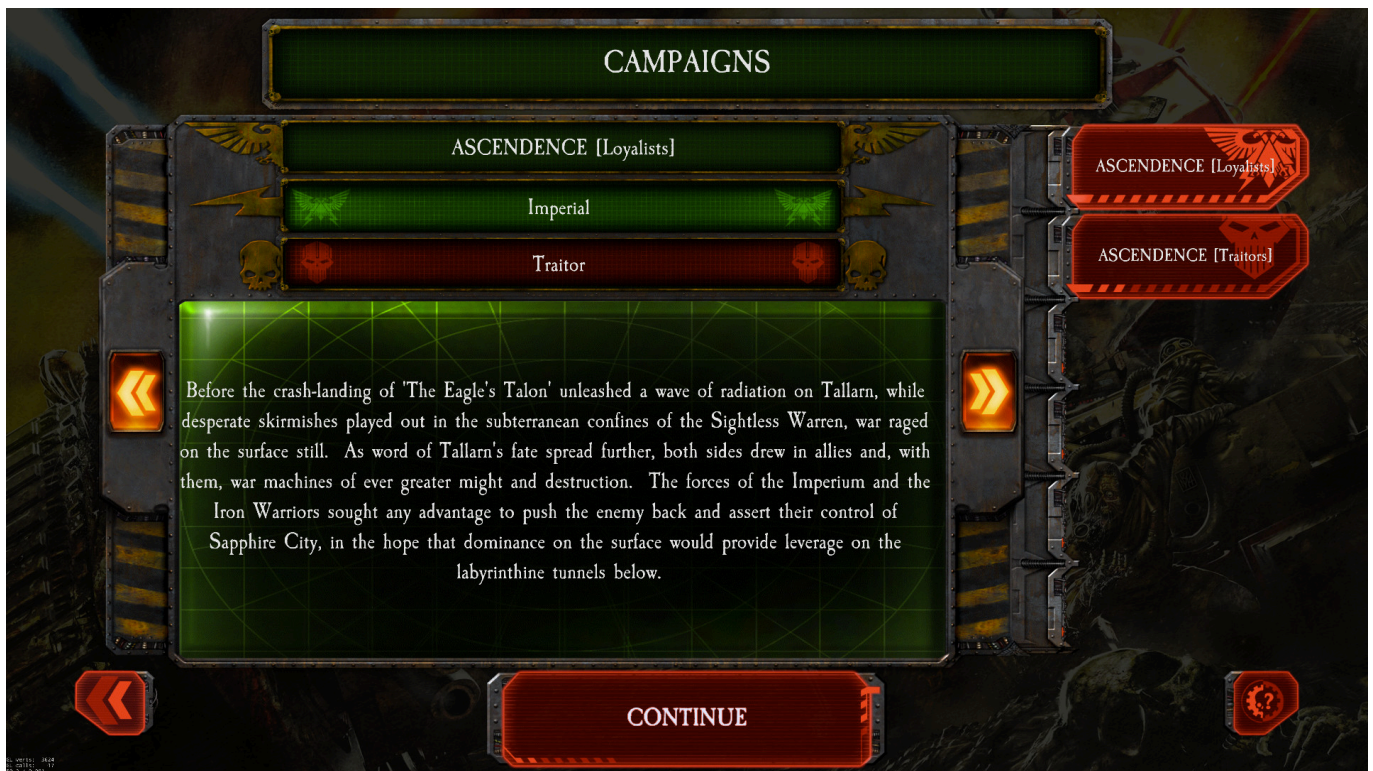 CAMPAIGNS
ASCENDENCE [Loyalists]
Imperial
Traitor
Before the crash-landing of 'The Eagle's Talon' unleashed a wave of radiation on Tallarn, while
desperate skirmishes played out in the subterranean confines of the Sightless Warren, war raged
on the surface still. As word of Tallarn's fate spread further, both sides drew in allies and, with
them, war machines of ever greater might and destruction. The forces of the Imperium and the
Iron Warriors sought any advantage to push the enemy back and assert their control of
Sapphire City, in the hope that dominance on the surface would provide leverage on the
labyrinthine tunnels below.
ASCENDENCE [Loyalists]
ASCENDENCE [Traitors]
CONTINUE
?
verts: 3624
calls: 17